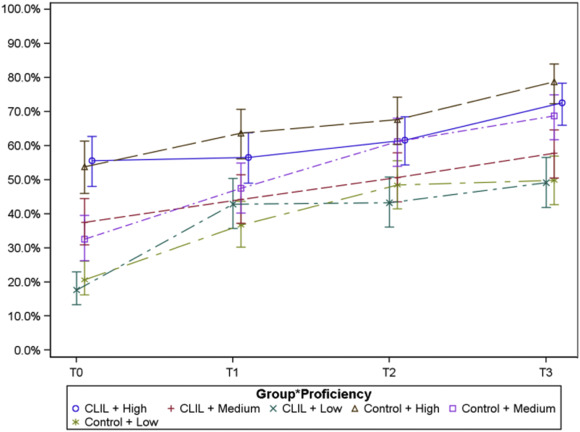 100.0%
90.0%
80.0%
70.0%
60.0%
50.0%
40.0%
30.0%
20.0%
10.0%
0.0%
T0 T1 T2 T3
Group*Proficiency
CLIL + High CLIL + Medium CLIL + Low Control + High Control + Medium
Control + Low